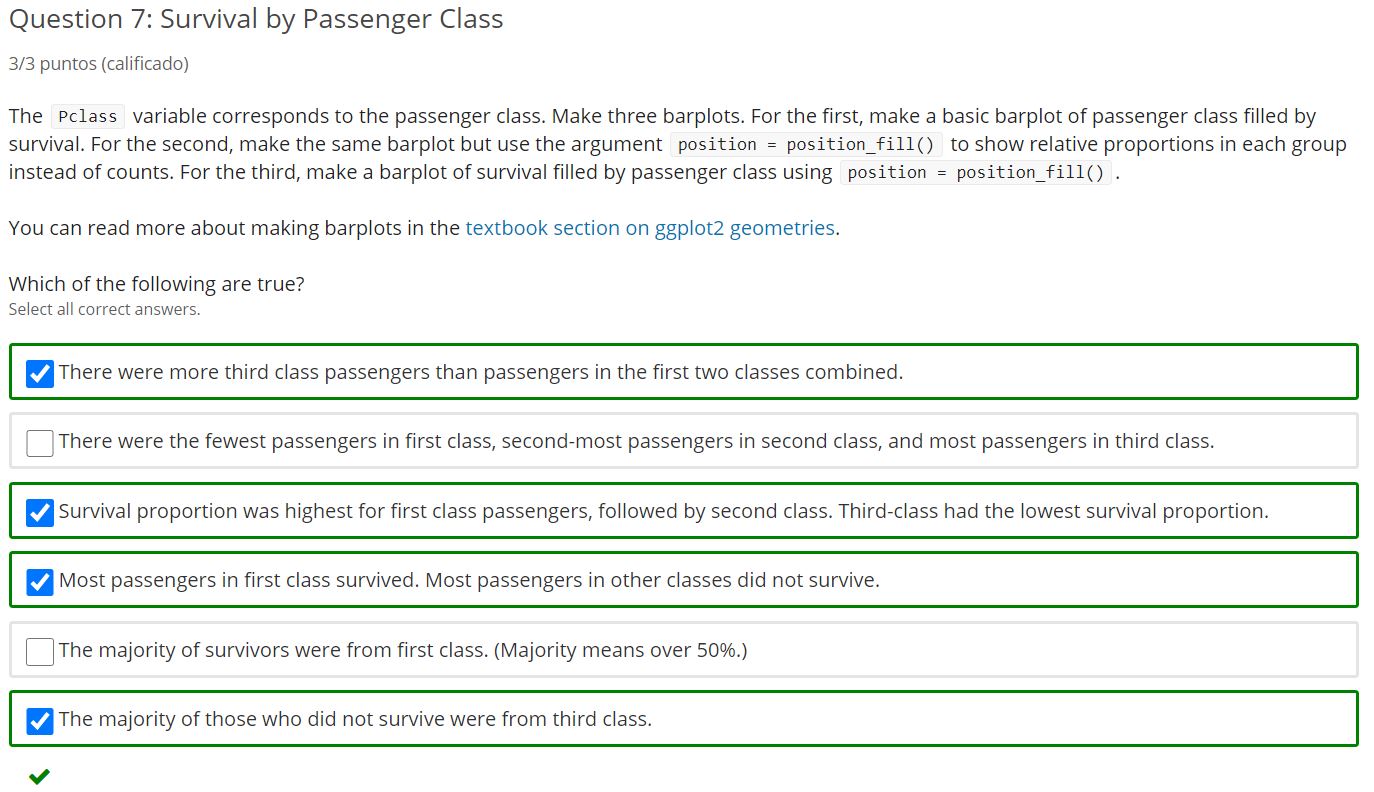 Question 7: Survival by Passenger Class
3/3 puntos (calificado)
The Pclass variable corresponds to the passenger class. Make three barplots. For the first, make a basic barplot of passenger class filled by
survival. For the second, make the same barplot but use the argument position = position_fill() to show relative proportions in each group
instead of counts. For the third, make a barplot of survival filled by passenger class using position = position_fill() .
You can read more about making barplots in the textbook section on ggplot2 geometries.
Which of the following are true?
Select all correct answers.
There were more third class passengers than passengers in the first two classes combined.
There were the fewest passengers in first class, second-most passengers in second class, and most passengers in third class.
Survival proportion was highest for first class passengers, followed by second class. Third-class had the lowest survival proportion.
Most passengers in first class survived. Most passengers in other classes did not survive.
The majority of survivors were from first class. (Majority means over 50%.)
The majority of those who did not survive were from third class.